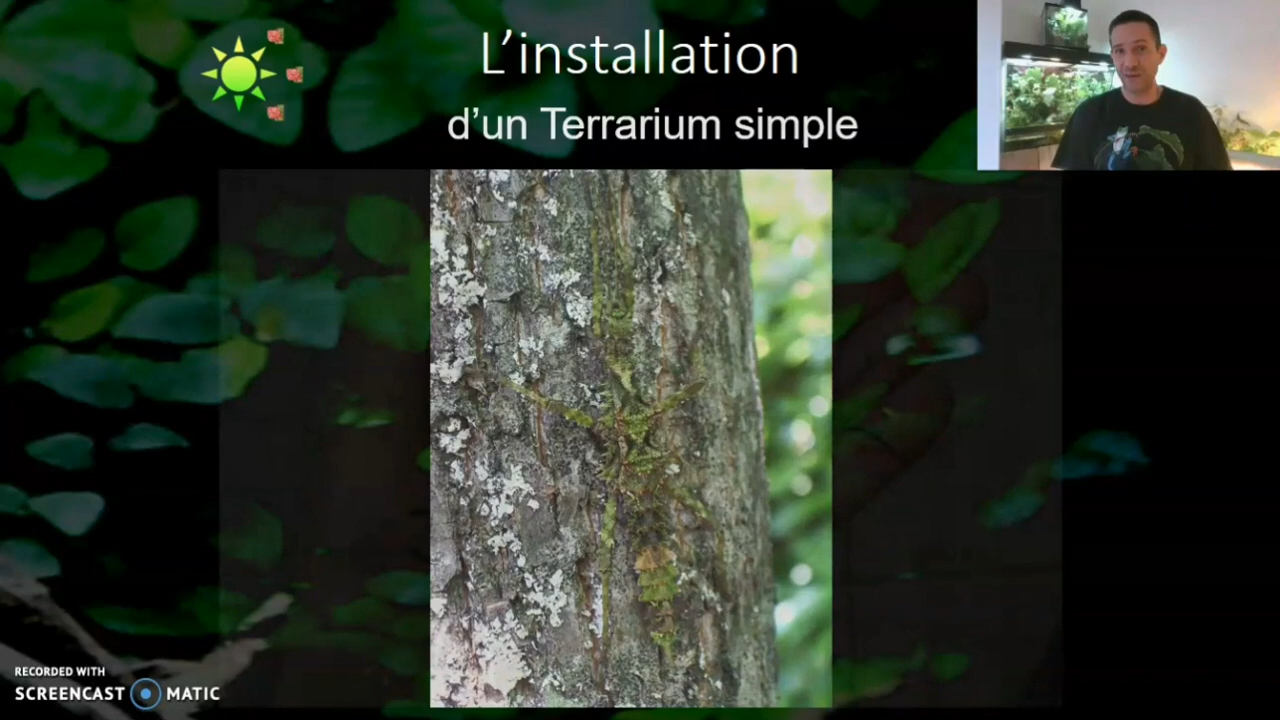 L'installation
d'un Terrarium simple
RECORDED WITH
SCREENCAST MATIC